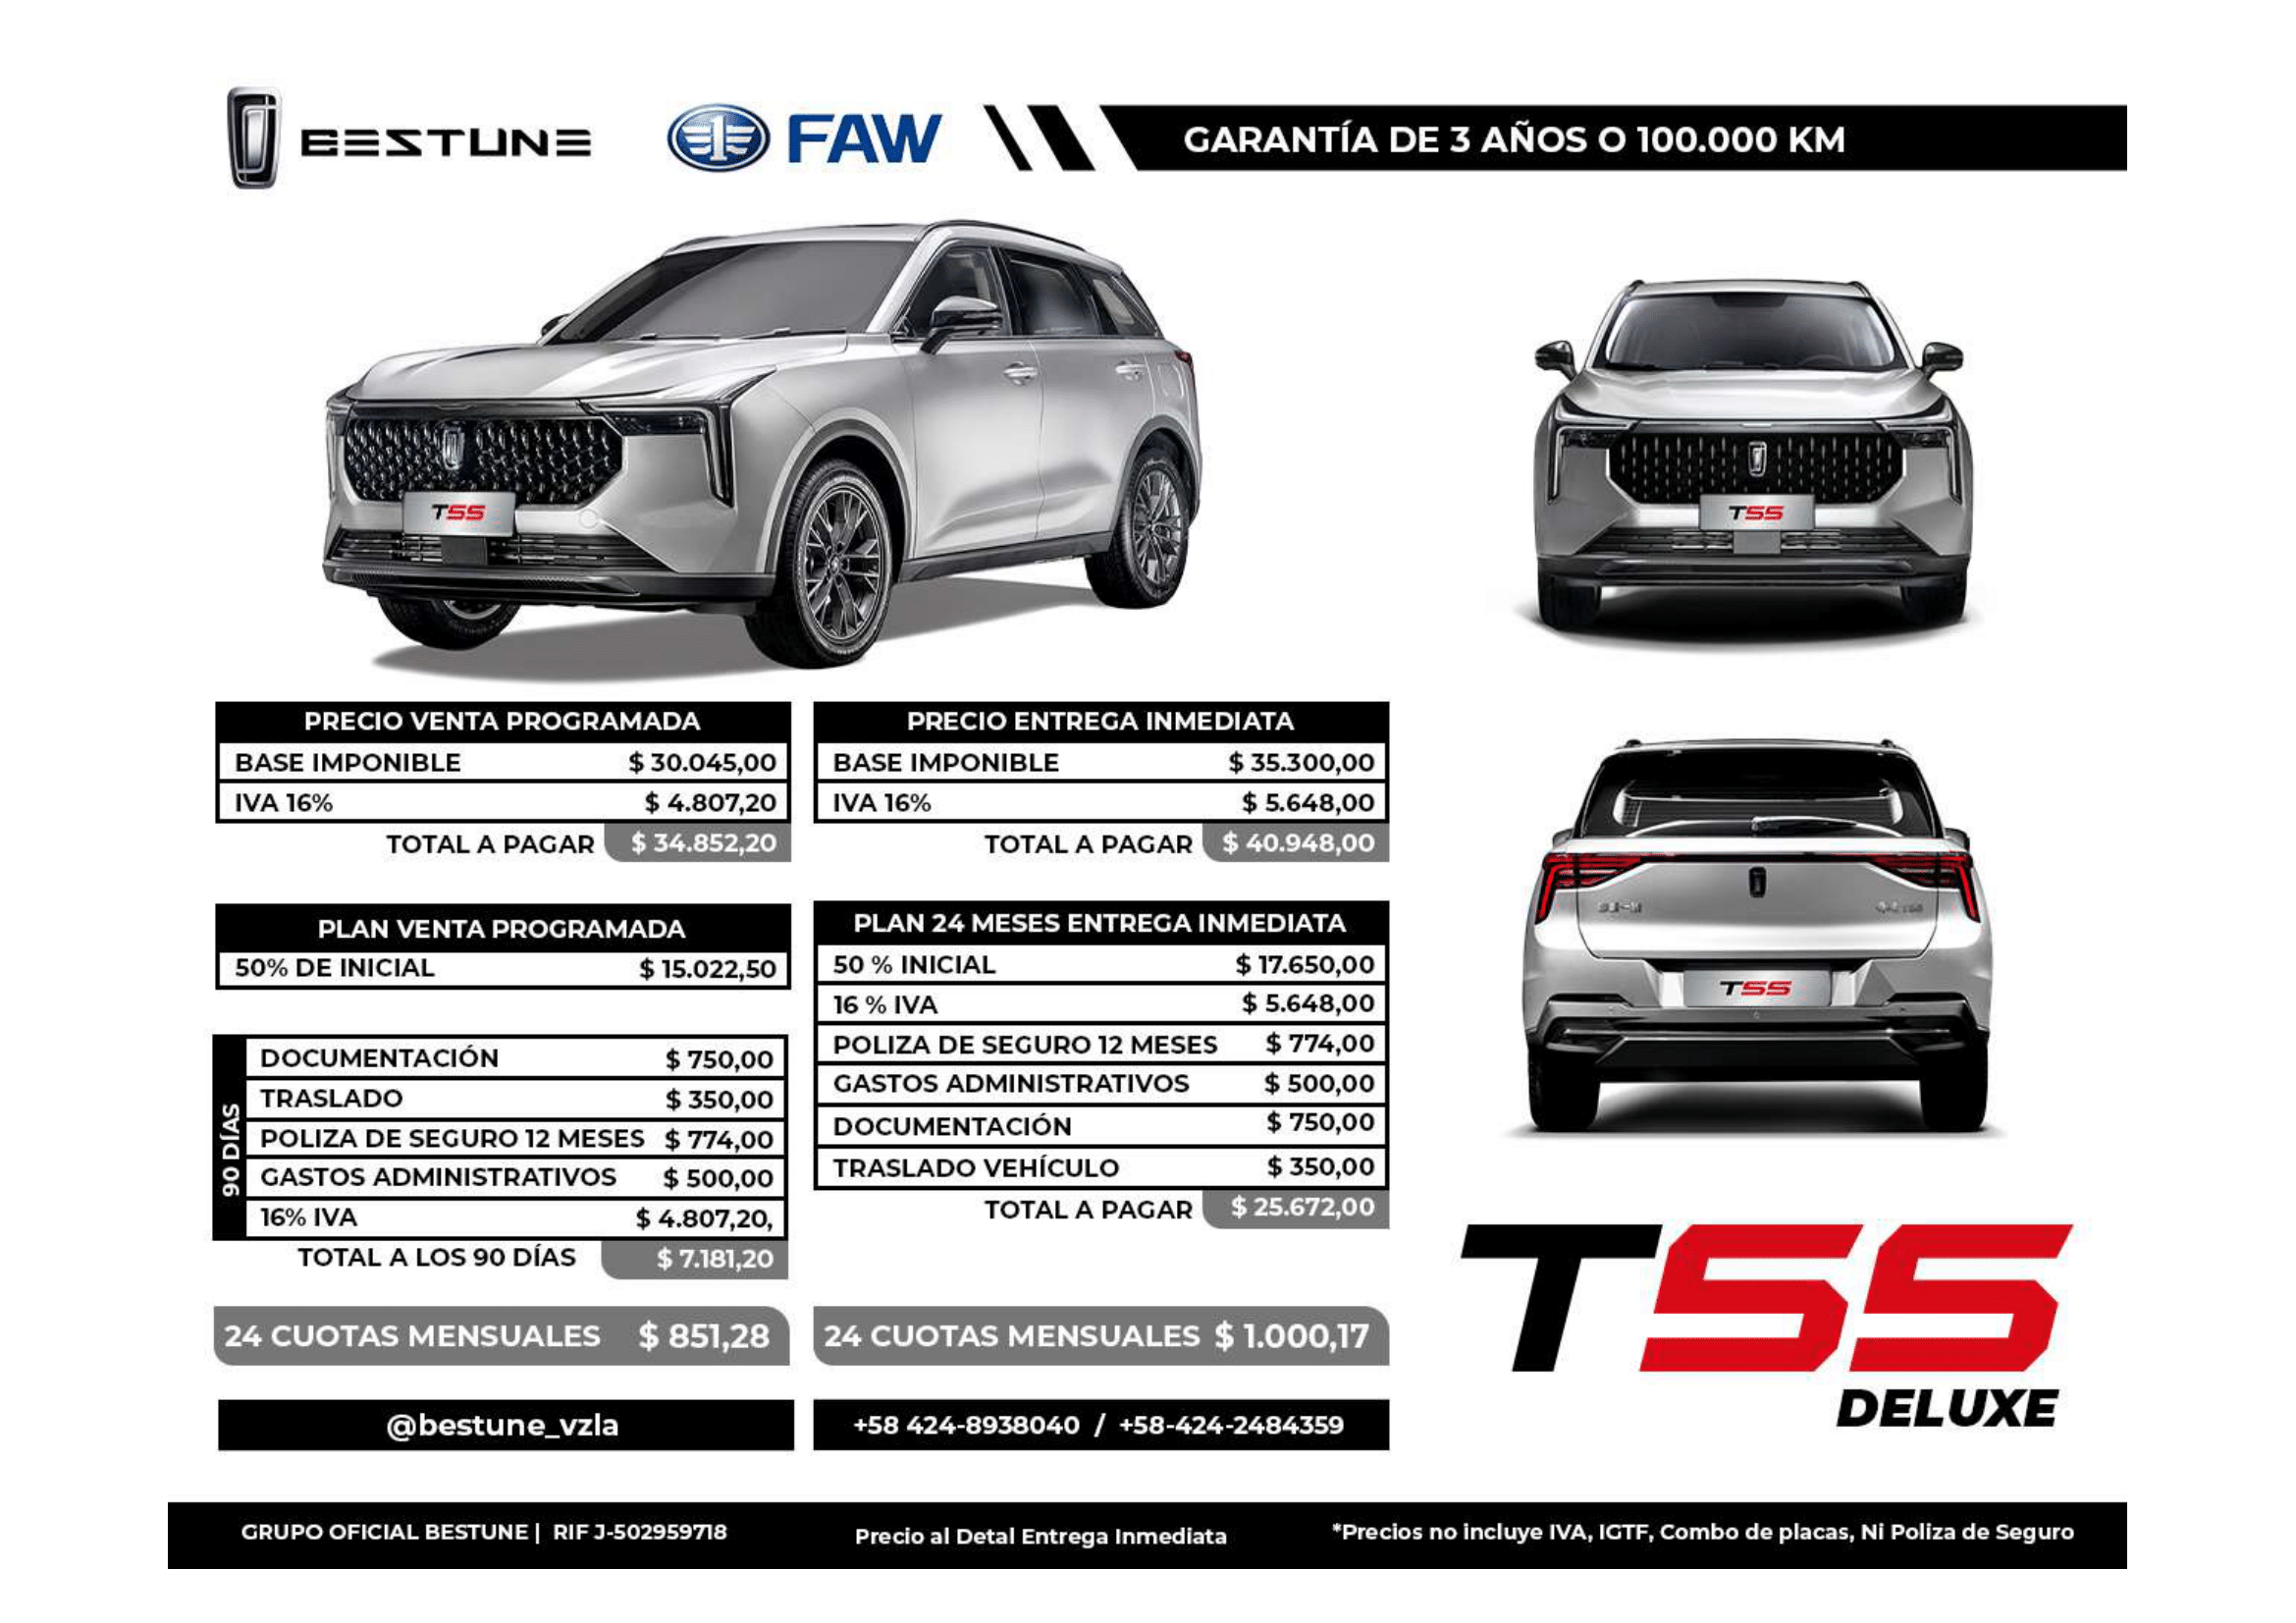 BESTUNE
FAW
GARANTÍA DE 3 AÑOS O 100.000 KM
T55
T55
PRECIO VENTA PROGRAMADA
BASE IMPONIBLE $ 30.045,00
IVA 16% $ 4.807,20
TOTAL A PAGAR $ 34.852,20
PRECIO ENTREGA INMEDIATA
BASE IMPONIBLE $ 35.300,00
IVA 16% $ 5.648,00
TOTAL A PAGAR $ 40.948,00
PLAN VENTA PROGRAMADA
50% DE INICIAL $ 15.022,50
90 DÍAS
DOCUMENTACIÓN $ 750,00
TRASLADO $ 350,00
POLIZA DE SEGURO 12 MESES $ 774,00
GASTOS ADMINISTRATIVOS $ 500,00
16% IVA $ 4.807,20,
TOTAL A LOS 90 DÍAS $ 7.181,20
24 CUOTAS MENSUALES $ 851,28
PLAN 24 MESES ENTREGA INMEDIATA
50 % INICIAL $ 17.650,00
16 % IVA $ 5.648,00
POLIZA DE SEGURO 12 MESES $ 774,00
GASTOS ADMINISTRATIVOS $ 500,00
DOCUMENTACIÓN $ 750,00
TRASLADO VEHÍCULO $ 350,00
TOTAL A PAGAR $ 25.672,00
24 CUOTAS MENSUALES $ 1.000,17
T55
T55
DELUXE
@bestune_vzla
+58 424-8938040 / +58-424-2484359
GRUPO OFICIAL BESTUNE | RIF J-502959718
Precio al Detal Entrega Inmediata
*Precios no incluye IVA, IGTF, Combo de placas, Ni Poliza de Seguro